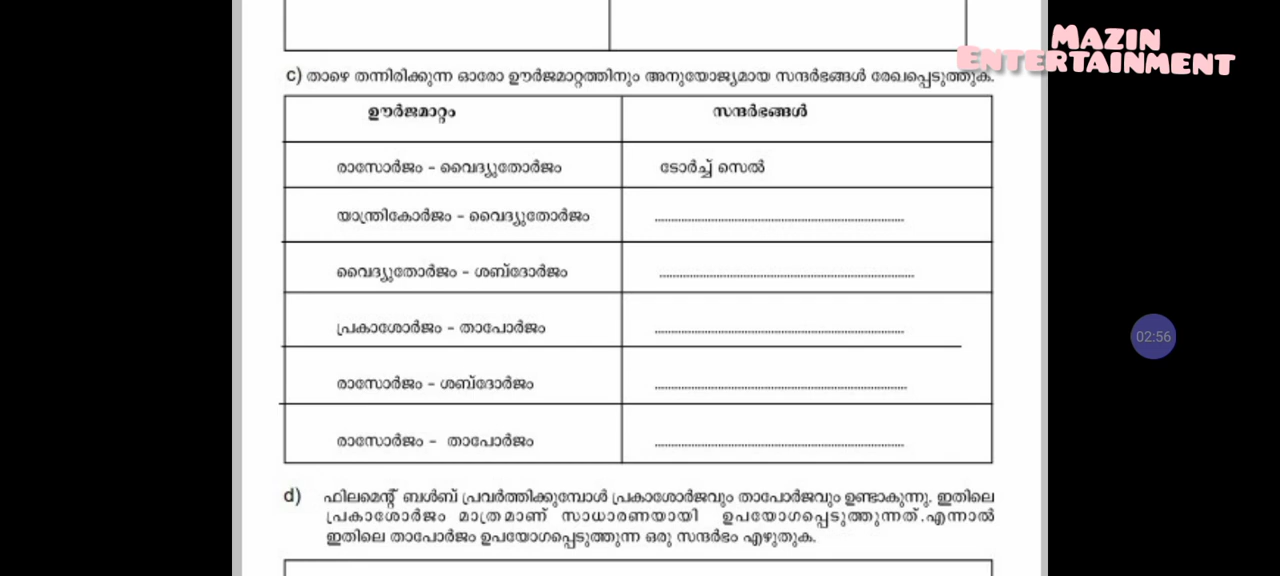 MAZIN
ENTERTAINMENT
c) താഴെ തന്നിരിക്കുന്ന ഓരോ ഊർജമാറ്റത്തിനും അനുയോജ്യമായ സന്ദർഭങ്ങൾ രേഖപ്പെടുത്തുക.
ഊർജമാറ്റം സന്ദർഭങ്ങൾ
രാസോർജം - വൈദ്യുതോർജം ടോർച്ച് സെൽ
യാന്ത്രികോർജം - വൈദ്യുതോർജം ........................
വൈദ്യുതോർജം - ശബ്ദോർജം ........................
പ്രകാശോർജം - താപോർജം ........................
രാസോർജം - ശബ്ദോർജം ........................
രാസോർജം - താപോർജം ........................
02:56
d) ഫിലമെന്റ് ബൾബ് പ്രവർത്തിക്കുമ്പോൾ പ്രകാശോർജവും താപോർജവും ഉണ്ടാകുന്നു. ഇതിലെ
പ്രകാശോർജം മാത്രമാണ് സാധാരണയായി ഉപയോഗപ്പെടുത്തുന്നത്.എന്നാൽ
ഇതിലെ താപോർജം ഉപയോഗപ്പെടുത്തുന്ന ഒരു സന്ദർഭം എഴുതുക.